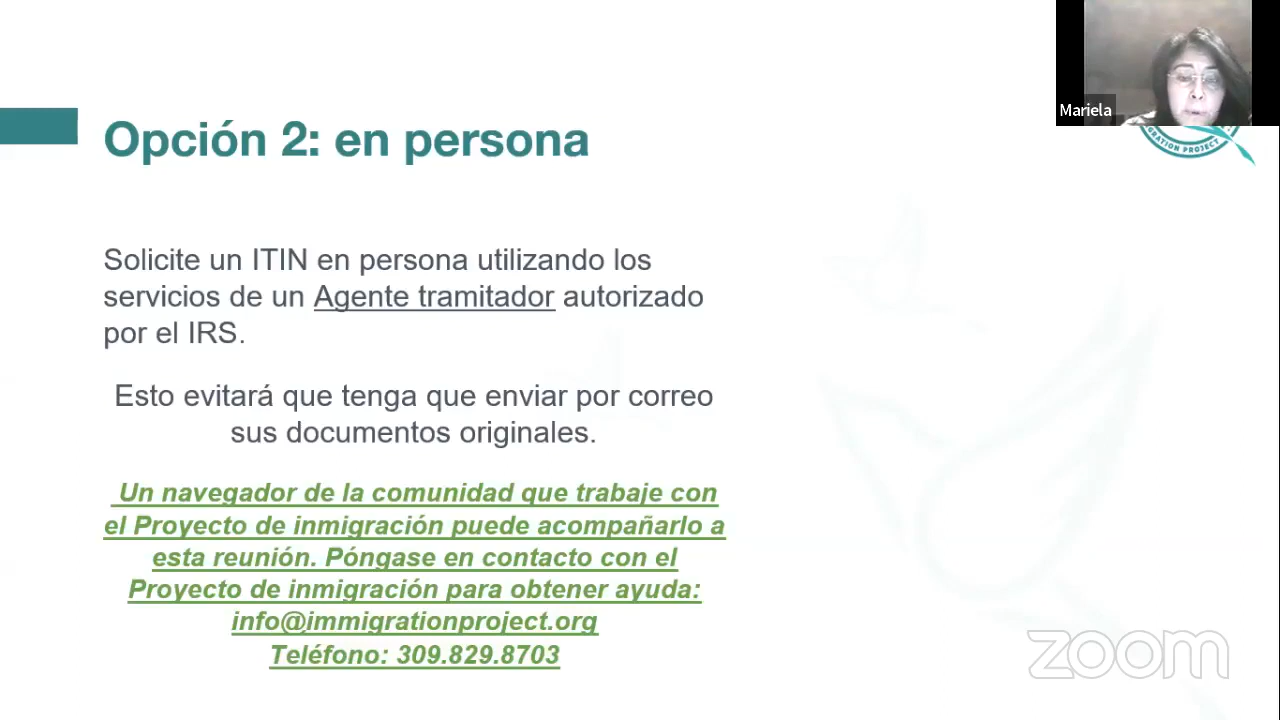 Mariela
Opción 2: en persona
Solicite un ITIN en persona utilizando los
servicios de un Agente tramitador autorizado
por el IRS.
Esto evitará que tenga que enviar por correo
sus documentos originales.
Un navegador de la comunidad que trabaje con
el Proyecto de inmigración puede acompañarlo a
esta reunión. Póngase en contacto con el
Proyecto de inmigración para obtener ayuda:
info@immigrationproject.org
Teléfono: 309.829.8703
PROJECT
zoom